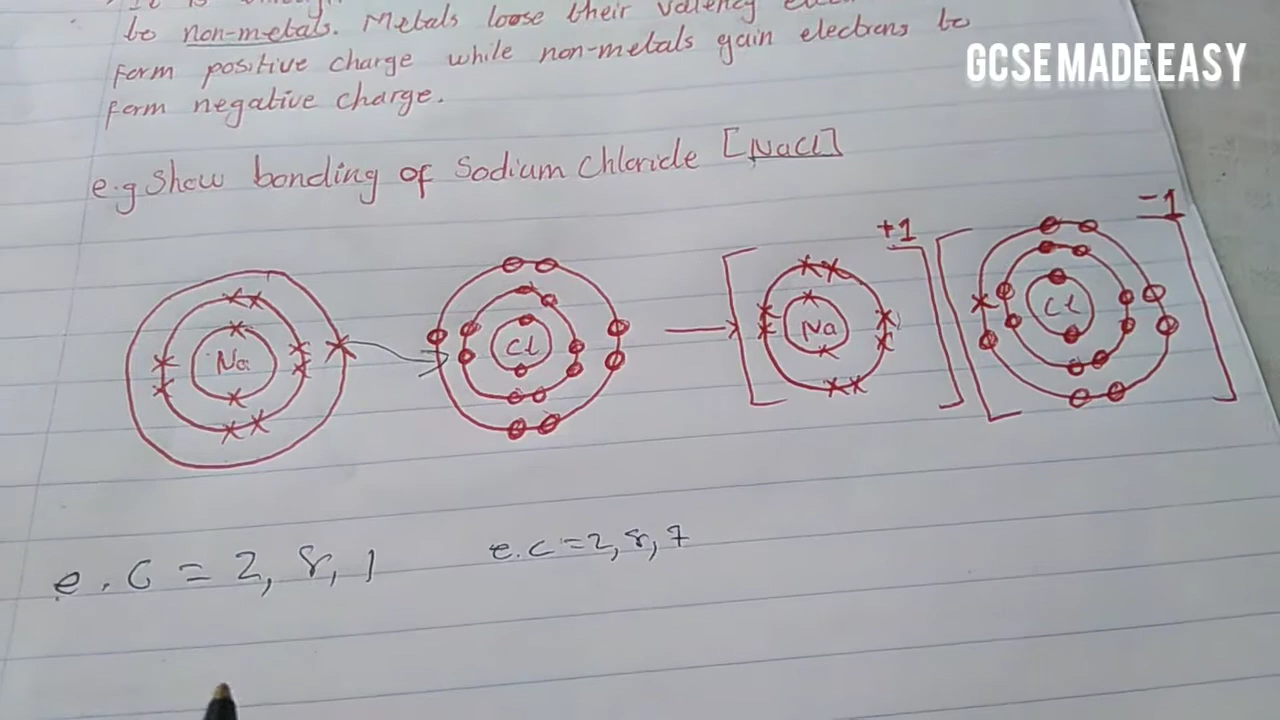 It is
to non-metals. Metals loose their valency
form positive charge while non-metals gain electrons to
form negative charge.
GCSE MADE EASY
e.g Show bonding of Sodium Chloride [NaCl]
+1
-1
Na
Cl
Na
Cl
e.c = 2, 8, 1
e.c = 2, 8, 7